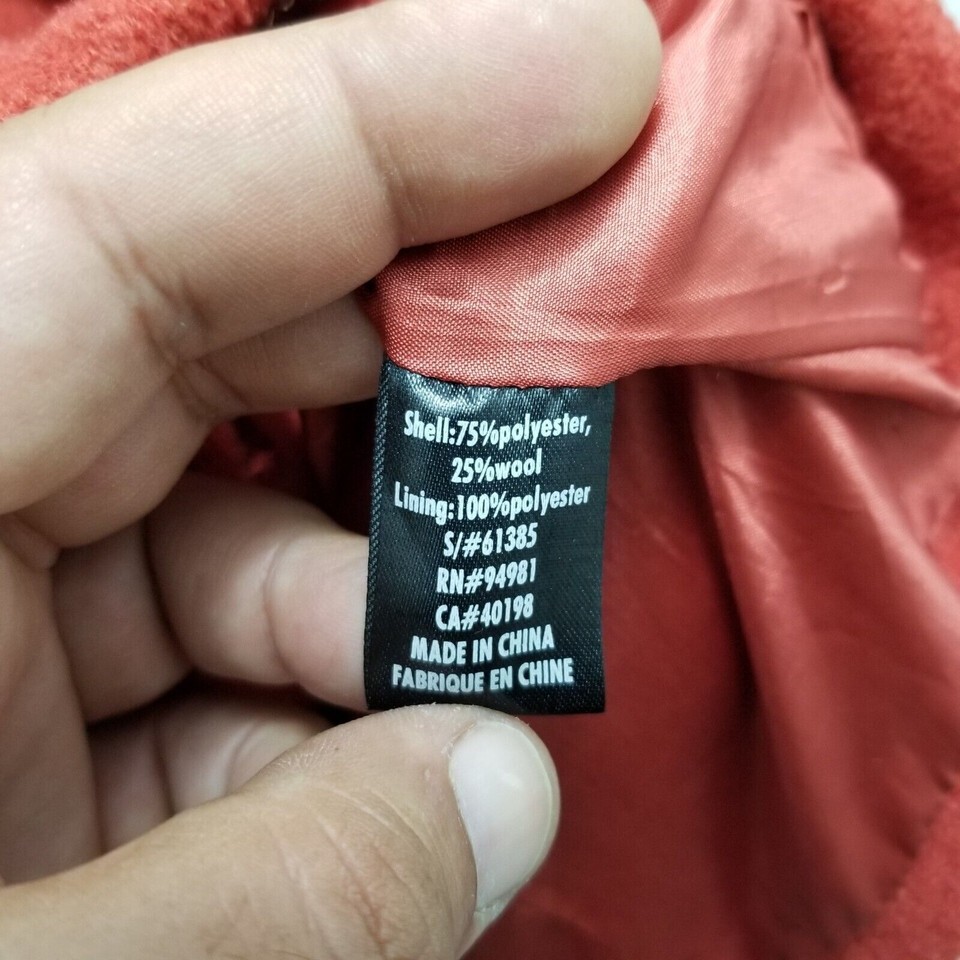 Shell:75%polyester,
25%wool
Lining:100%polyester
S/#61385
RN#94981
CA#40198
MADE IN CHINA
FABRIQUE EN CHINE